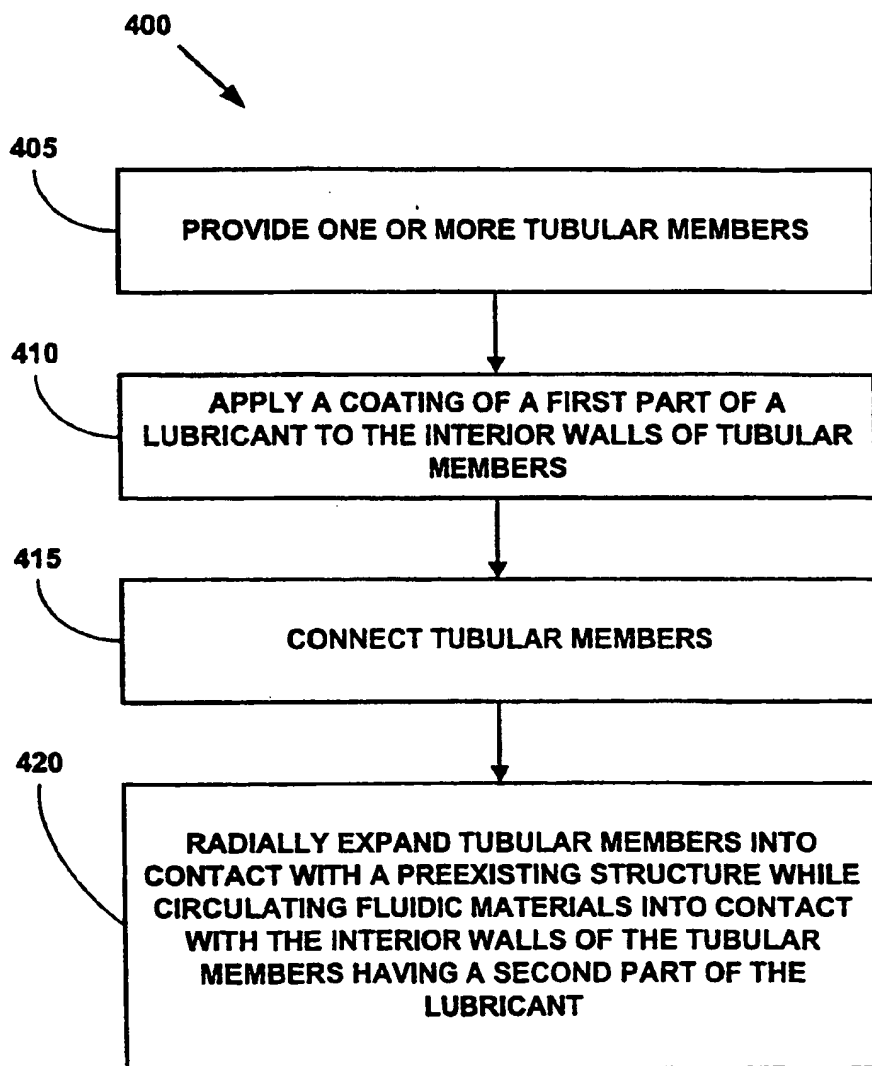 400
405
PROVIDE ONE OR MORE TUBULAR MEMBERS
410
APPLY A COATING OF A FIRST PART OF A
LUBRICANT TO THE INTERIOR WALLS OF TUBULAR
MEMBERS
415
CONNECT TUBULAR MEMBERS
420
RADIALLY EXPAND TUBULAR MEMBERS INTO
CONTACT WITH A PREEXISTING STRUCTURE WHILE
CIRCULATING FLUIDIC MATERIALS INTO CONTACT
WITH THE INTERIOR WALLS OF THE TUBULAR
MEMBERS HAVING A SECOND PART OF THE
LUBRICANT